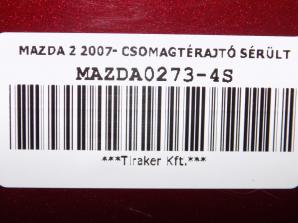 MAZDA 2 2007- CSOMAGTÉRAJTÓ SÉRÜLT
MAZDA0273-4S
***Tiraker Kft.***